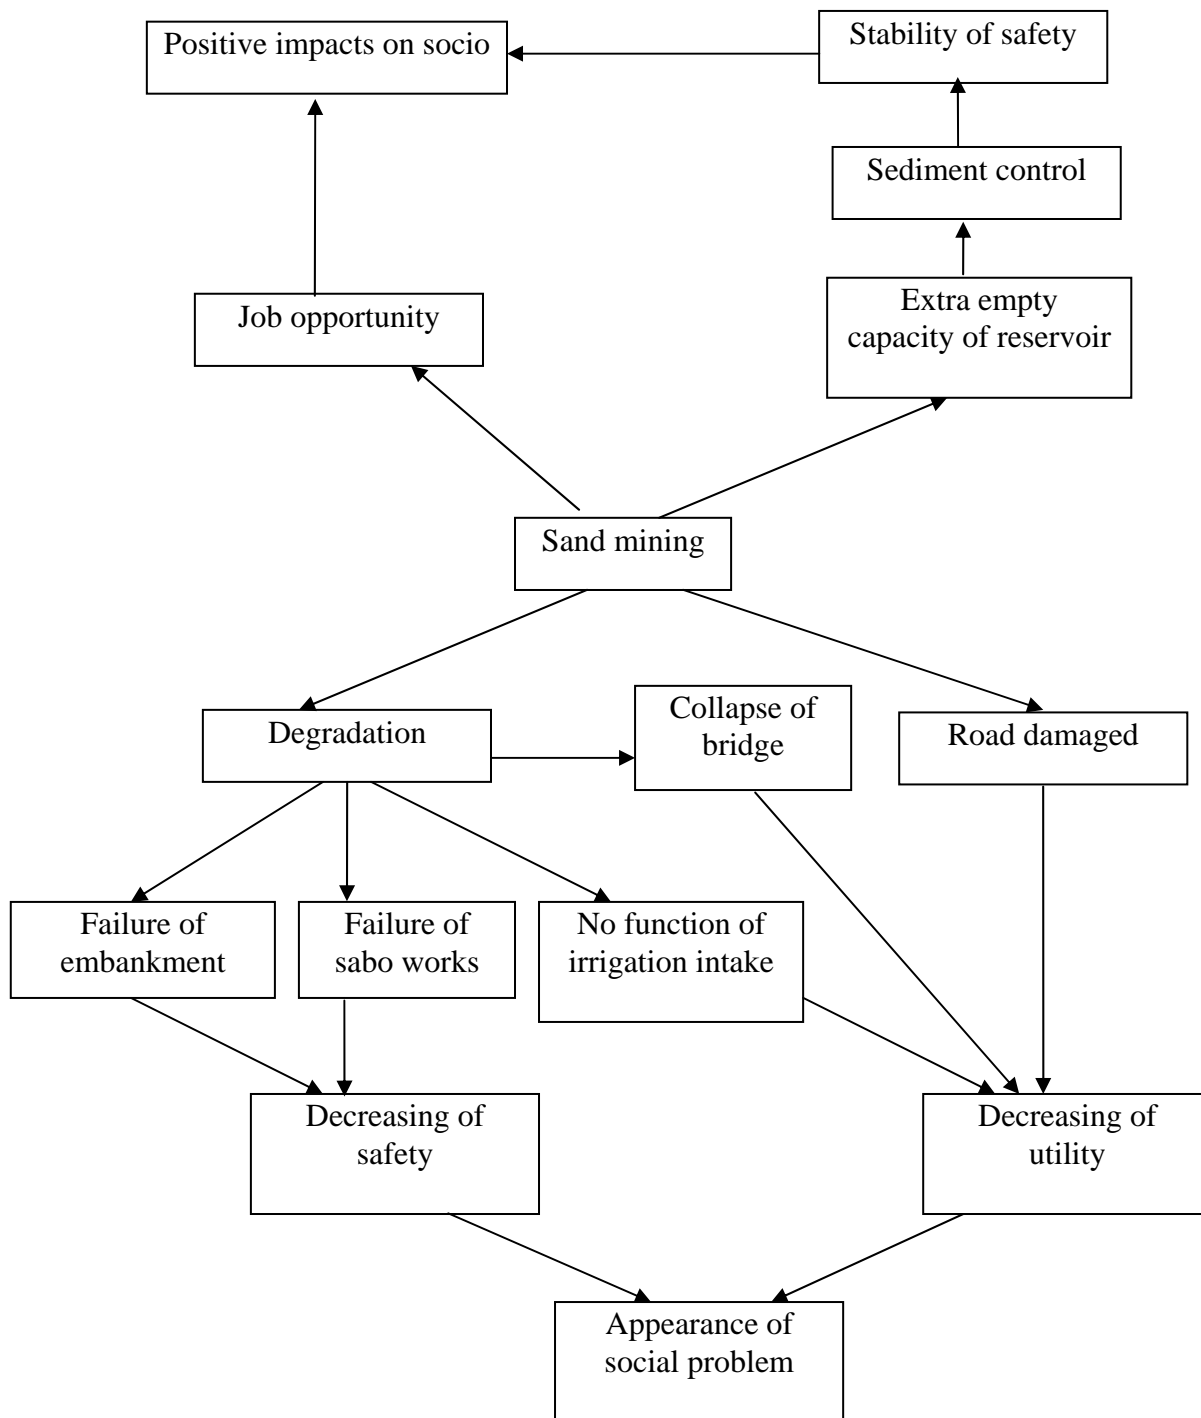 Positive impacts on socio
Stability of safety
Sediment control
Job opportunity
Extra empty
capacity of reservoir
Sand mining
Degradation
Collapse of
bridge
Road damaged
Failure of
embankment
Failure of
sabo works
No function of
irrigation intake
Decreasing of
safety
Decreasing of
utility
Appearance of
social problem